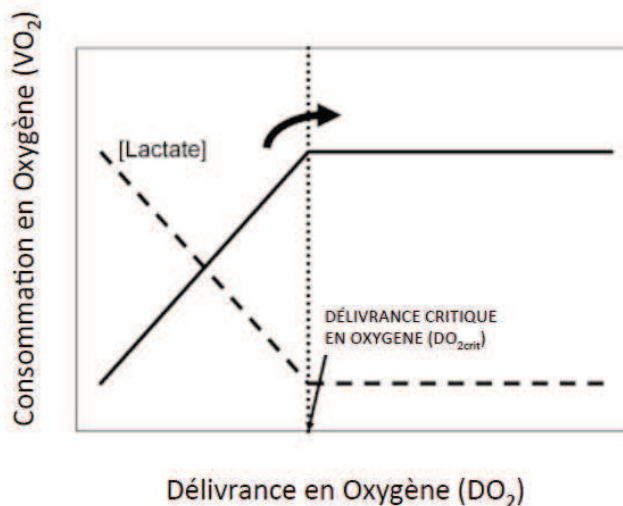 Consommation en Oxygène (VO₂)
[Lactate]
DÉLIVRANCE CRITIQUE
EN OXYGENE (DO₂crit)
Délivrance en Oxygène (DO₂)